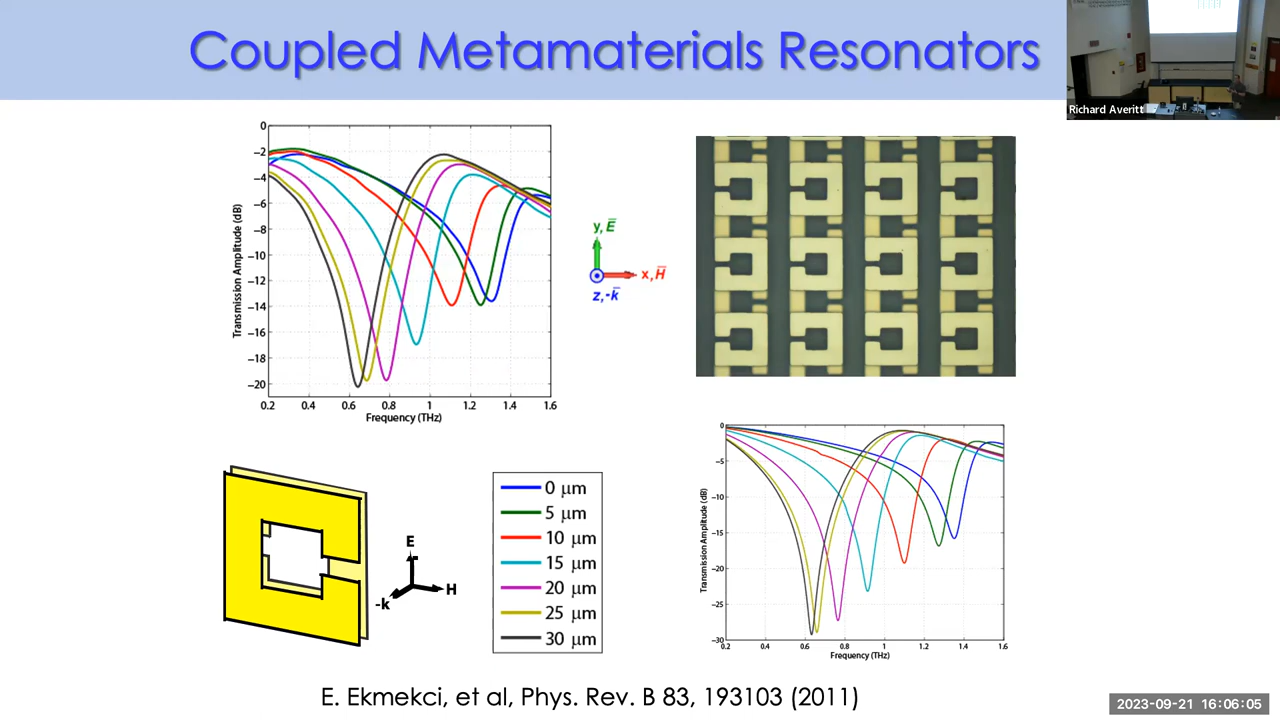 Coupled Metamaterials Resonators
Richard Averitt
0
−2
−4
−6
−8
−10
−12
−14
−16
−18
−20
Transmission Amplitude (dB)
0.2 0.4 0.6 0.8 1 1.2 1.4 1.6
Frequency (THz)
y, E̅
x, H̅
z, -k̅
E
H
-k
0 µm
5 µm
10 µm
15 µm
20 µm
25 µm
30 µm
0
−5
−10
−15
−20
−25
−30
Transmission Amplitude (dB)
0.2 0.4 0.6 0.8 1 1.2 1.4 1.6
Frequency (THz)
E. Ekmekci, et al, Phys. Rev. B 83, 193103 (2011)
2023-09-21 16:06:05